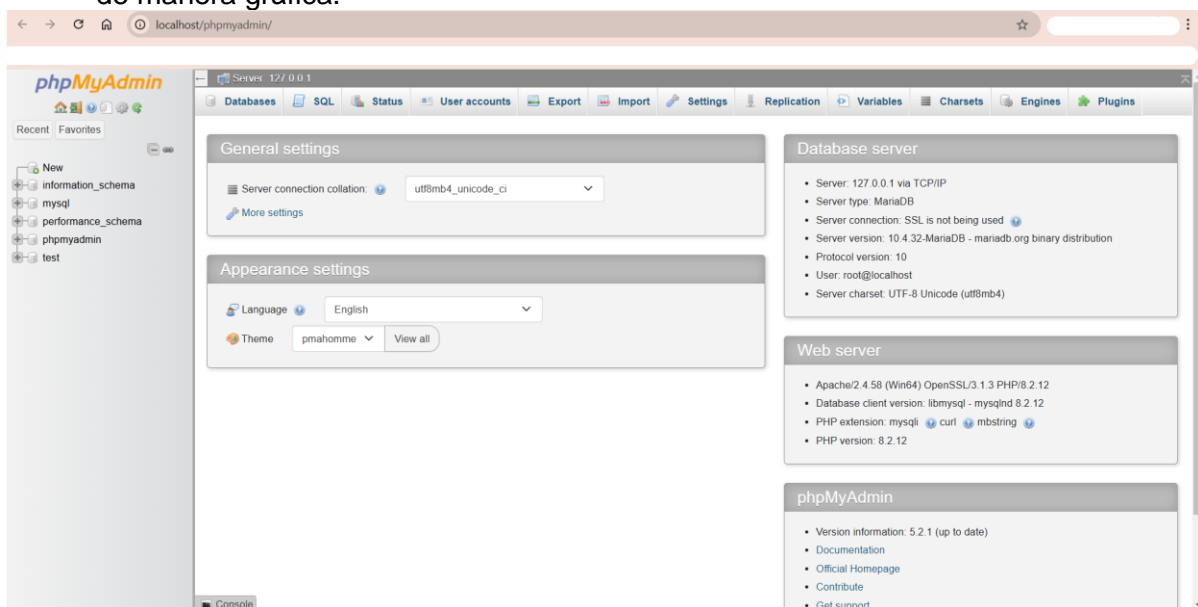 de manera gráfica.
localhost/phpmyadmin/
phpMyAdmin
Recent Favorites
New
information_schema
mysql
performance_schema
phpmyadmin
test
Server: 127.0.0.1
Databases SQL Status User accounts Export Import Settings Replication Variables Charsets Engines Plugins
General settings
Server connection collation: utf8mb4_unicode_ci
More settings
Appearance settings
Language English
Theme pmahomme View all
Database server
• Server: 127.0.0.1 via TCP/IP
• Server type: MariaDB
• Server connection: SSL is not being used
• Server version: 10.4.32-MariaDB - mariadb.org binary distribution
• Protocol version: 10
• User: root@localhost
• Server charset: UTF-8 Unicode (utf8mb4)
Web server
• Apache/2.4.58 (Win64) OpenSSL/3.1.3 PHP/8.2.12
• Database client version: libmysql - mysqlnd 8.2.12
• PHP extension: mysqli curl mbstring
• PHP version: 8.2.12
phpMyAdmin
• Version information: 5.2.1 (up to date)
• Documentation
• Official Homepage
• Contribute
• Get support
Console